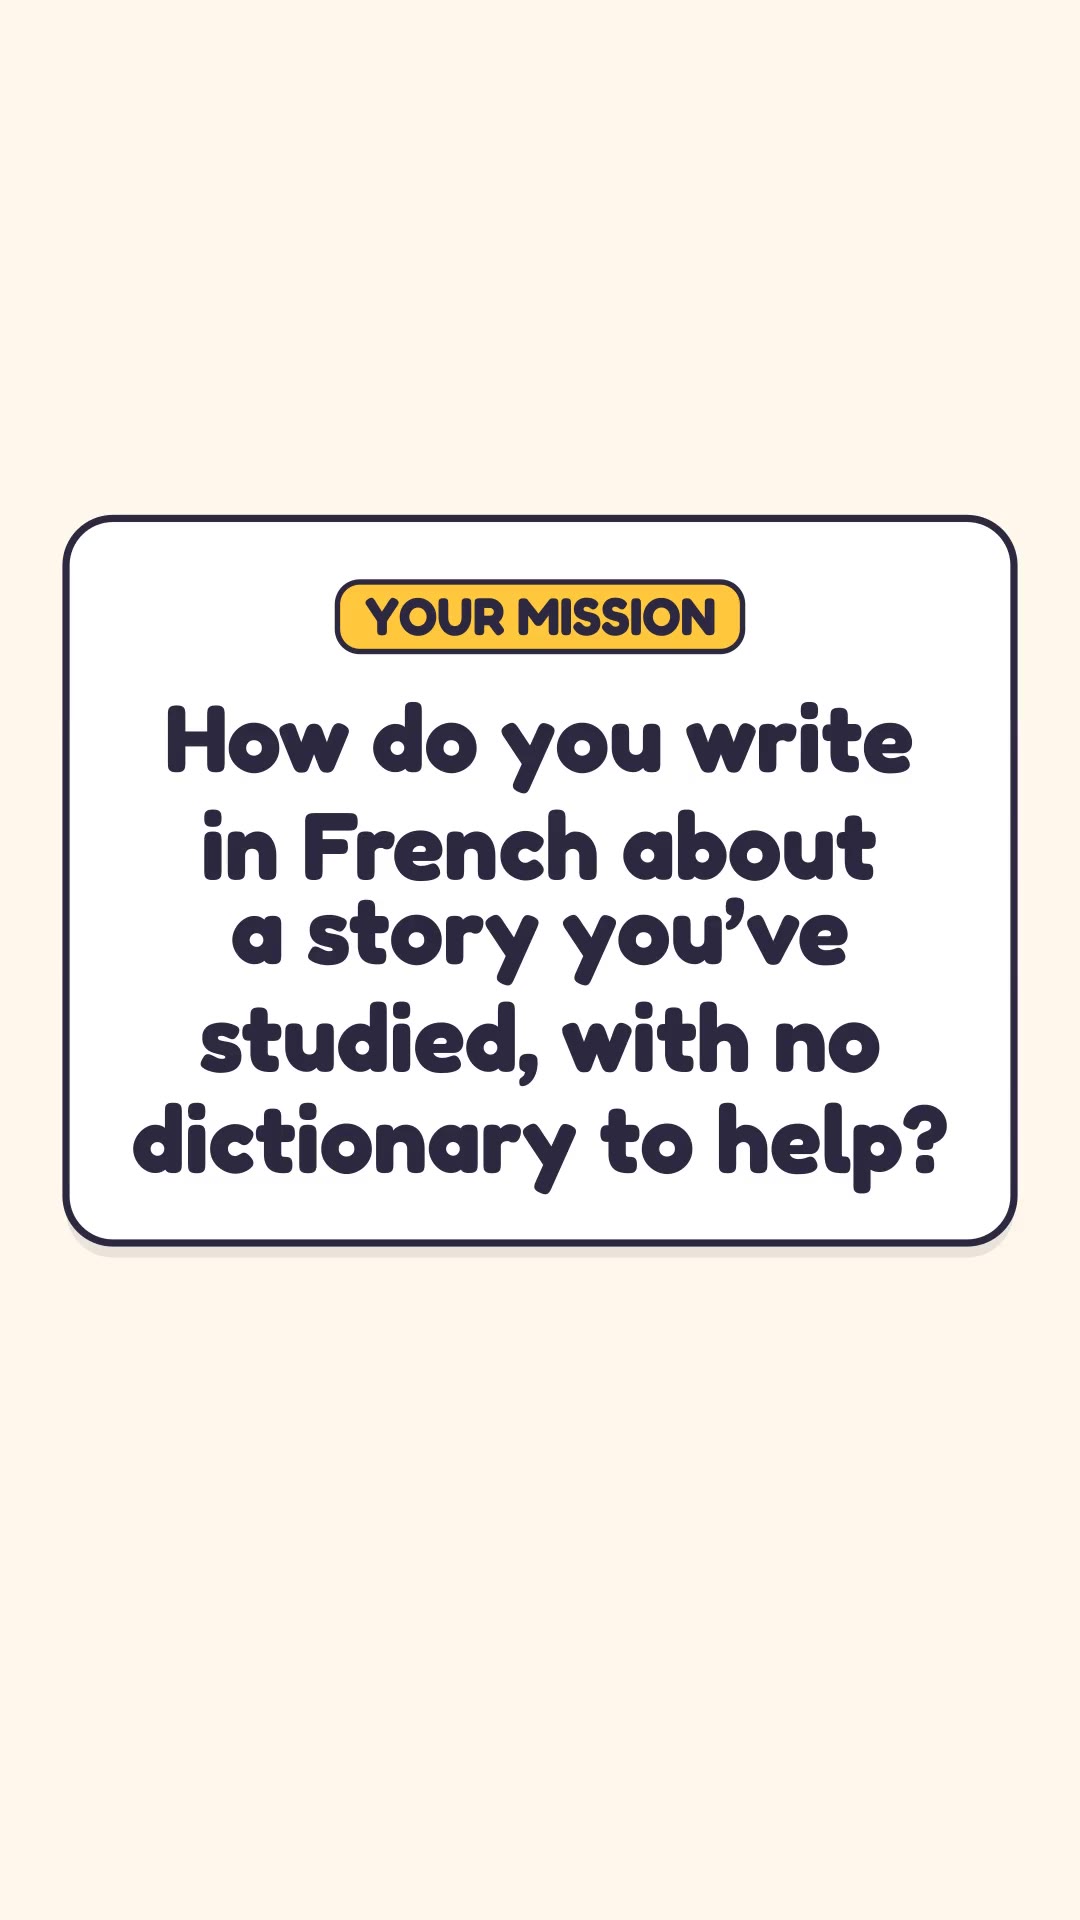 YOUR MISSION
How do you write
in French about
a story you’ve
studied, with no
dictionary to help?